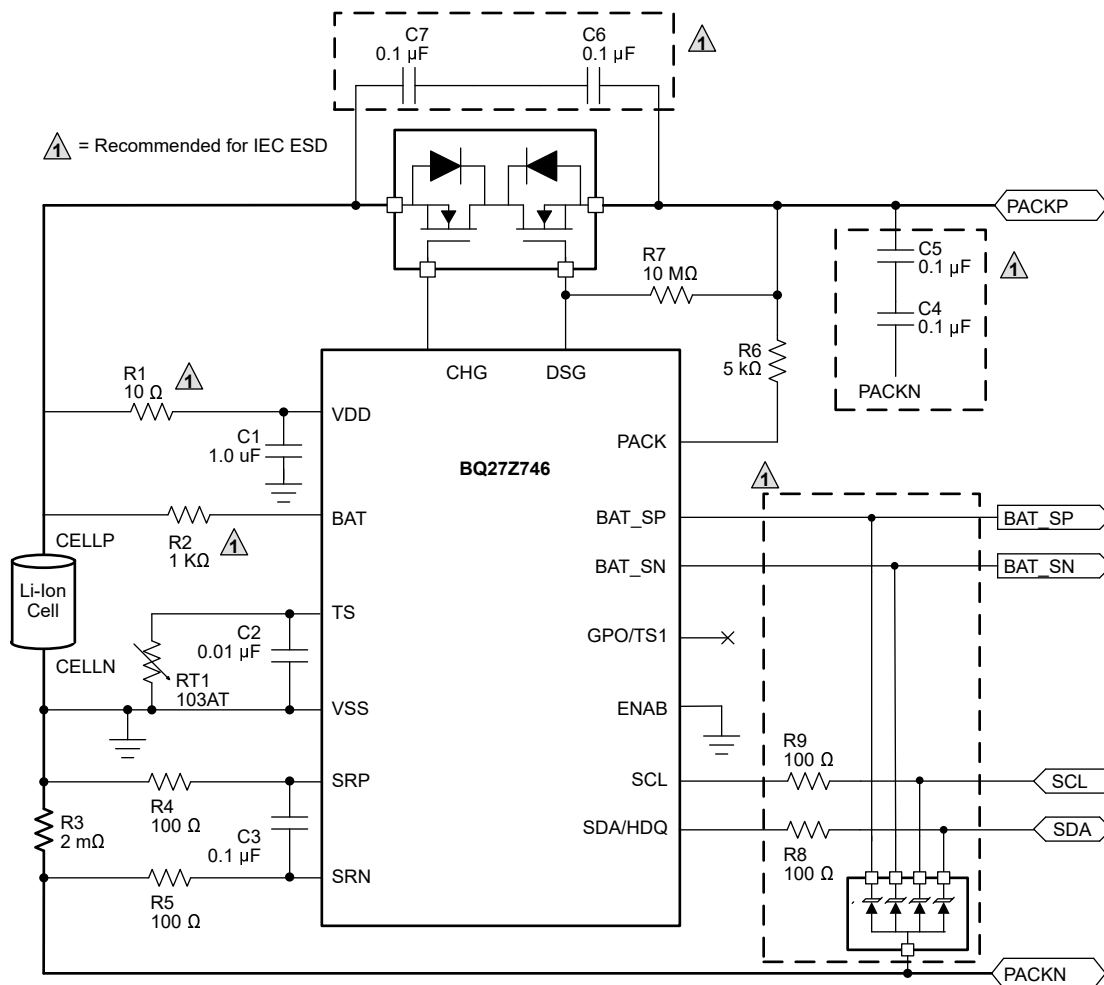 C7
0.1 µF
C6
0.1 µF
1
1 = Recommended for IEC ESD
PACKP
R7
10 MΩ
C5
0.1 µF
1
C4
0.1 µF
PACKN
R6
5 kΩ
R1
10 Ω
1
CHG
DSG
VDD
C1
1.0 uF
PACK
BQ27Z746
1
BAT
R2
1 KΩ
1
BAT_SP
BAT_SP
CELLP
BAT_SN
BAT_SN
Li-Ion
Cell
TS
C2
0.01 µF
GPO/TS1
CELLN
RT1
103AT
VSS
ENAB
R9
100 Ω
SRP
SCL
SCL
R4
100 Ω
R3
2 mΩ
C3
0.1 µF
SDA/HDQ
SDA
R8
100 Ω
SRN
R5
100 Ω
PACKN